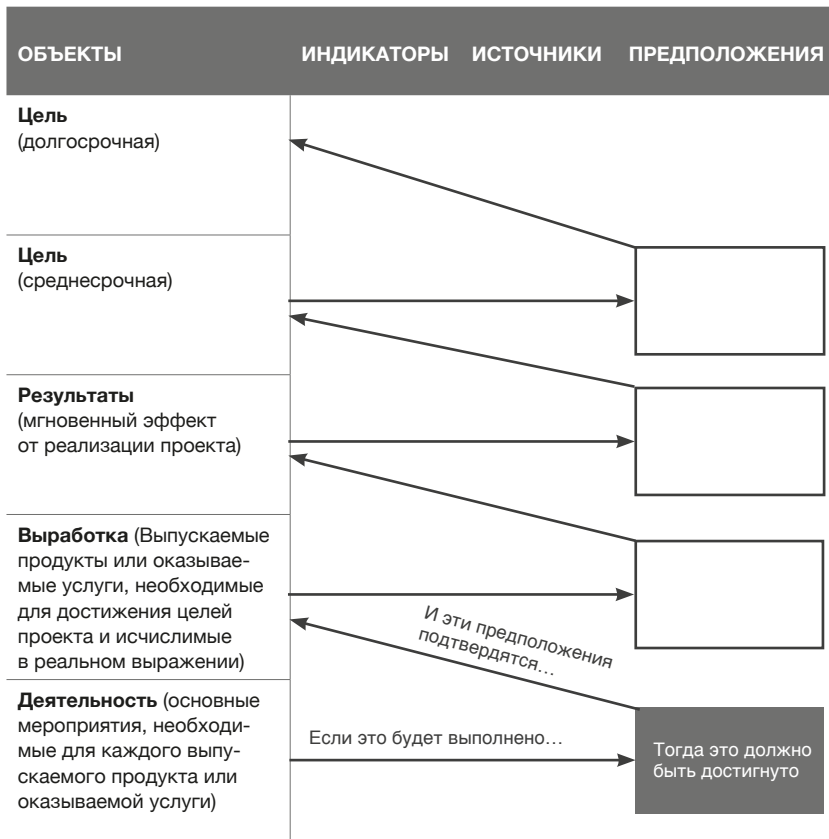 ОБЪЕКТЫ ИНДИКАТОРЫ ИСТОЧНИКИ ПРЕДПОЛОЖЕНИЯ
Цель
(долгосрочная)
Цель
(среднесрочная)
Результаты
(мгновенный эффект
от реализации проекта)
Выработка (Выпускаемые
продукты или оказывае-
мые услуги, необходимые
для достижения целей
проекта и исчислимые
в реальном выражении)
И эти предположения
подтвердятся…
Деятельность (основные
мероприятия, необходи-
мые для каждого выпу-
скаемого продукта или
оказываемой услуги)
Если это будет выполнено…
Тогда это должно
быть достигнуто